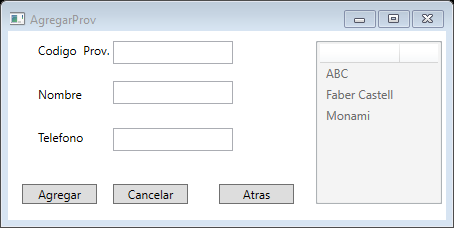 AgregarProv
Codigo Prov.
Nombre
Telefono
ABC
Faber Castell
Monami
Agregar Cancelar Atras